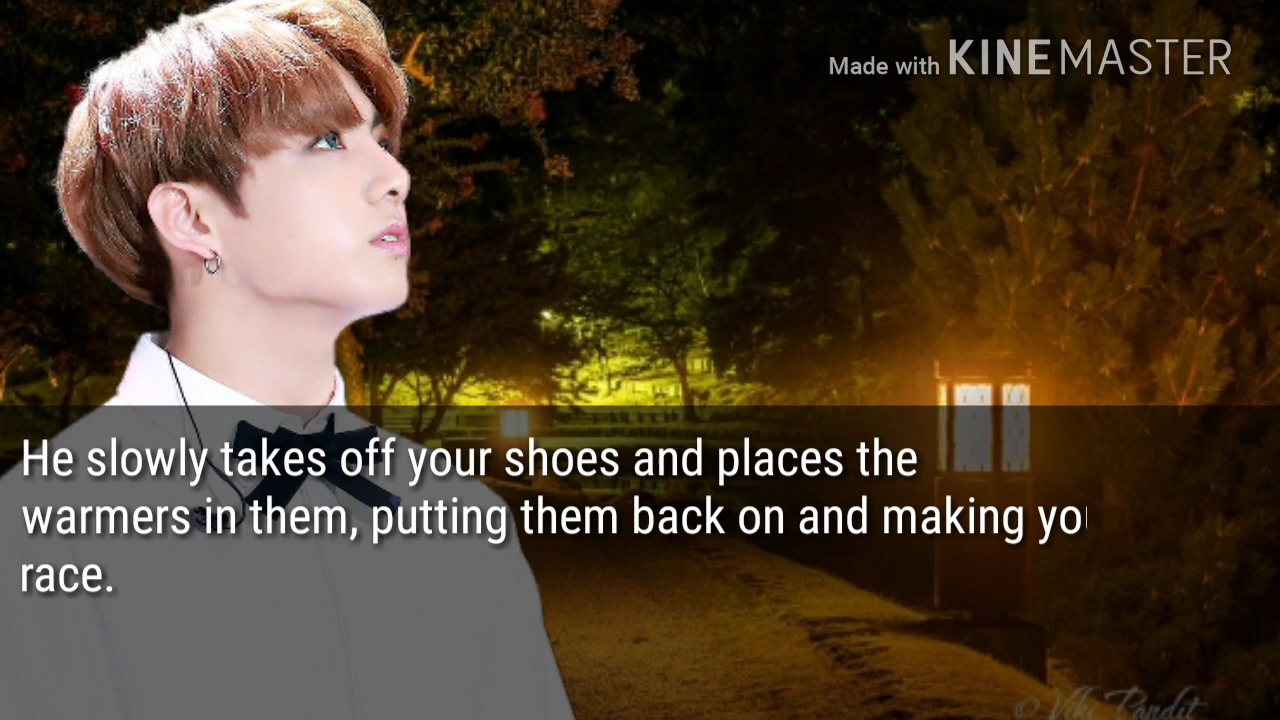 Made with KINEMASTER
He slowly takes off your shoes and places the
warmers in them, putting them back on and making
race.